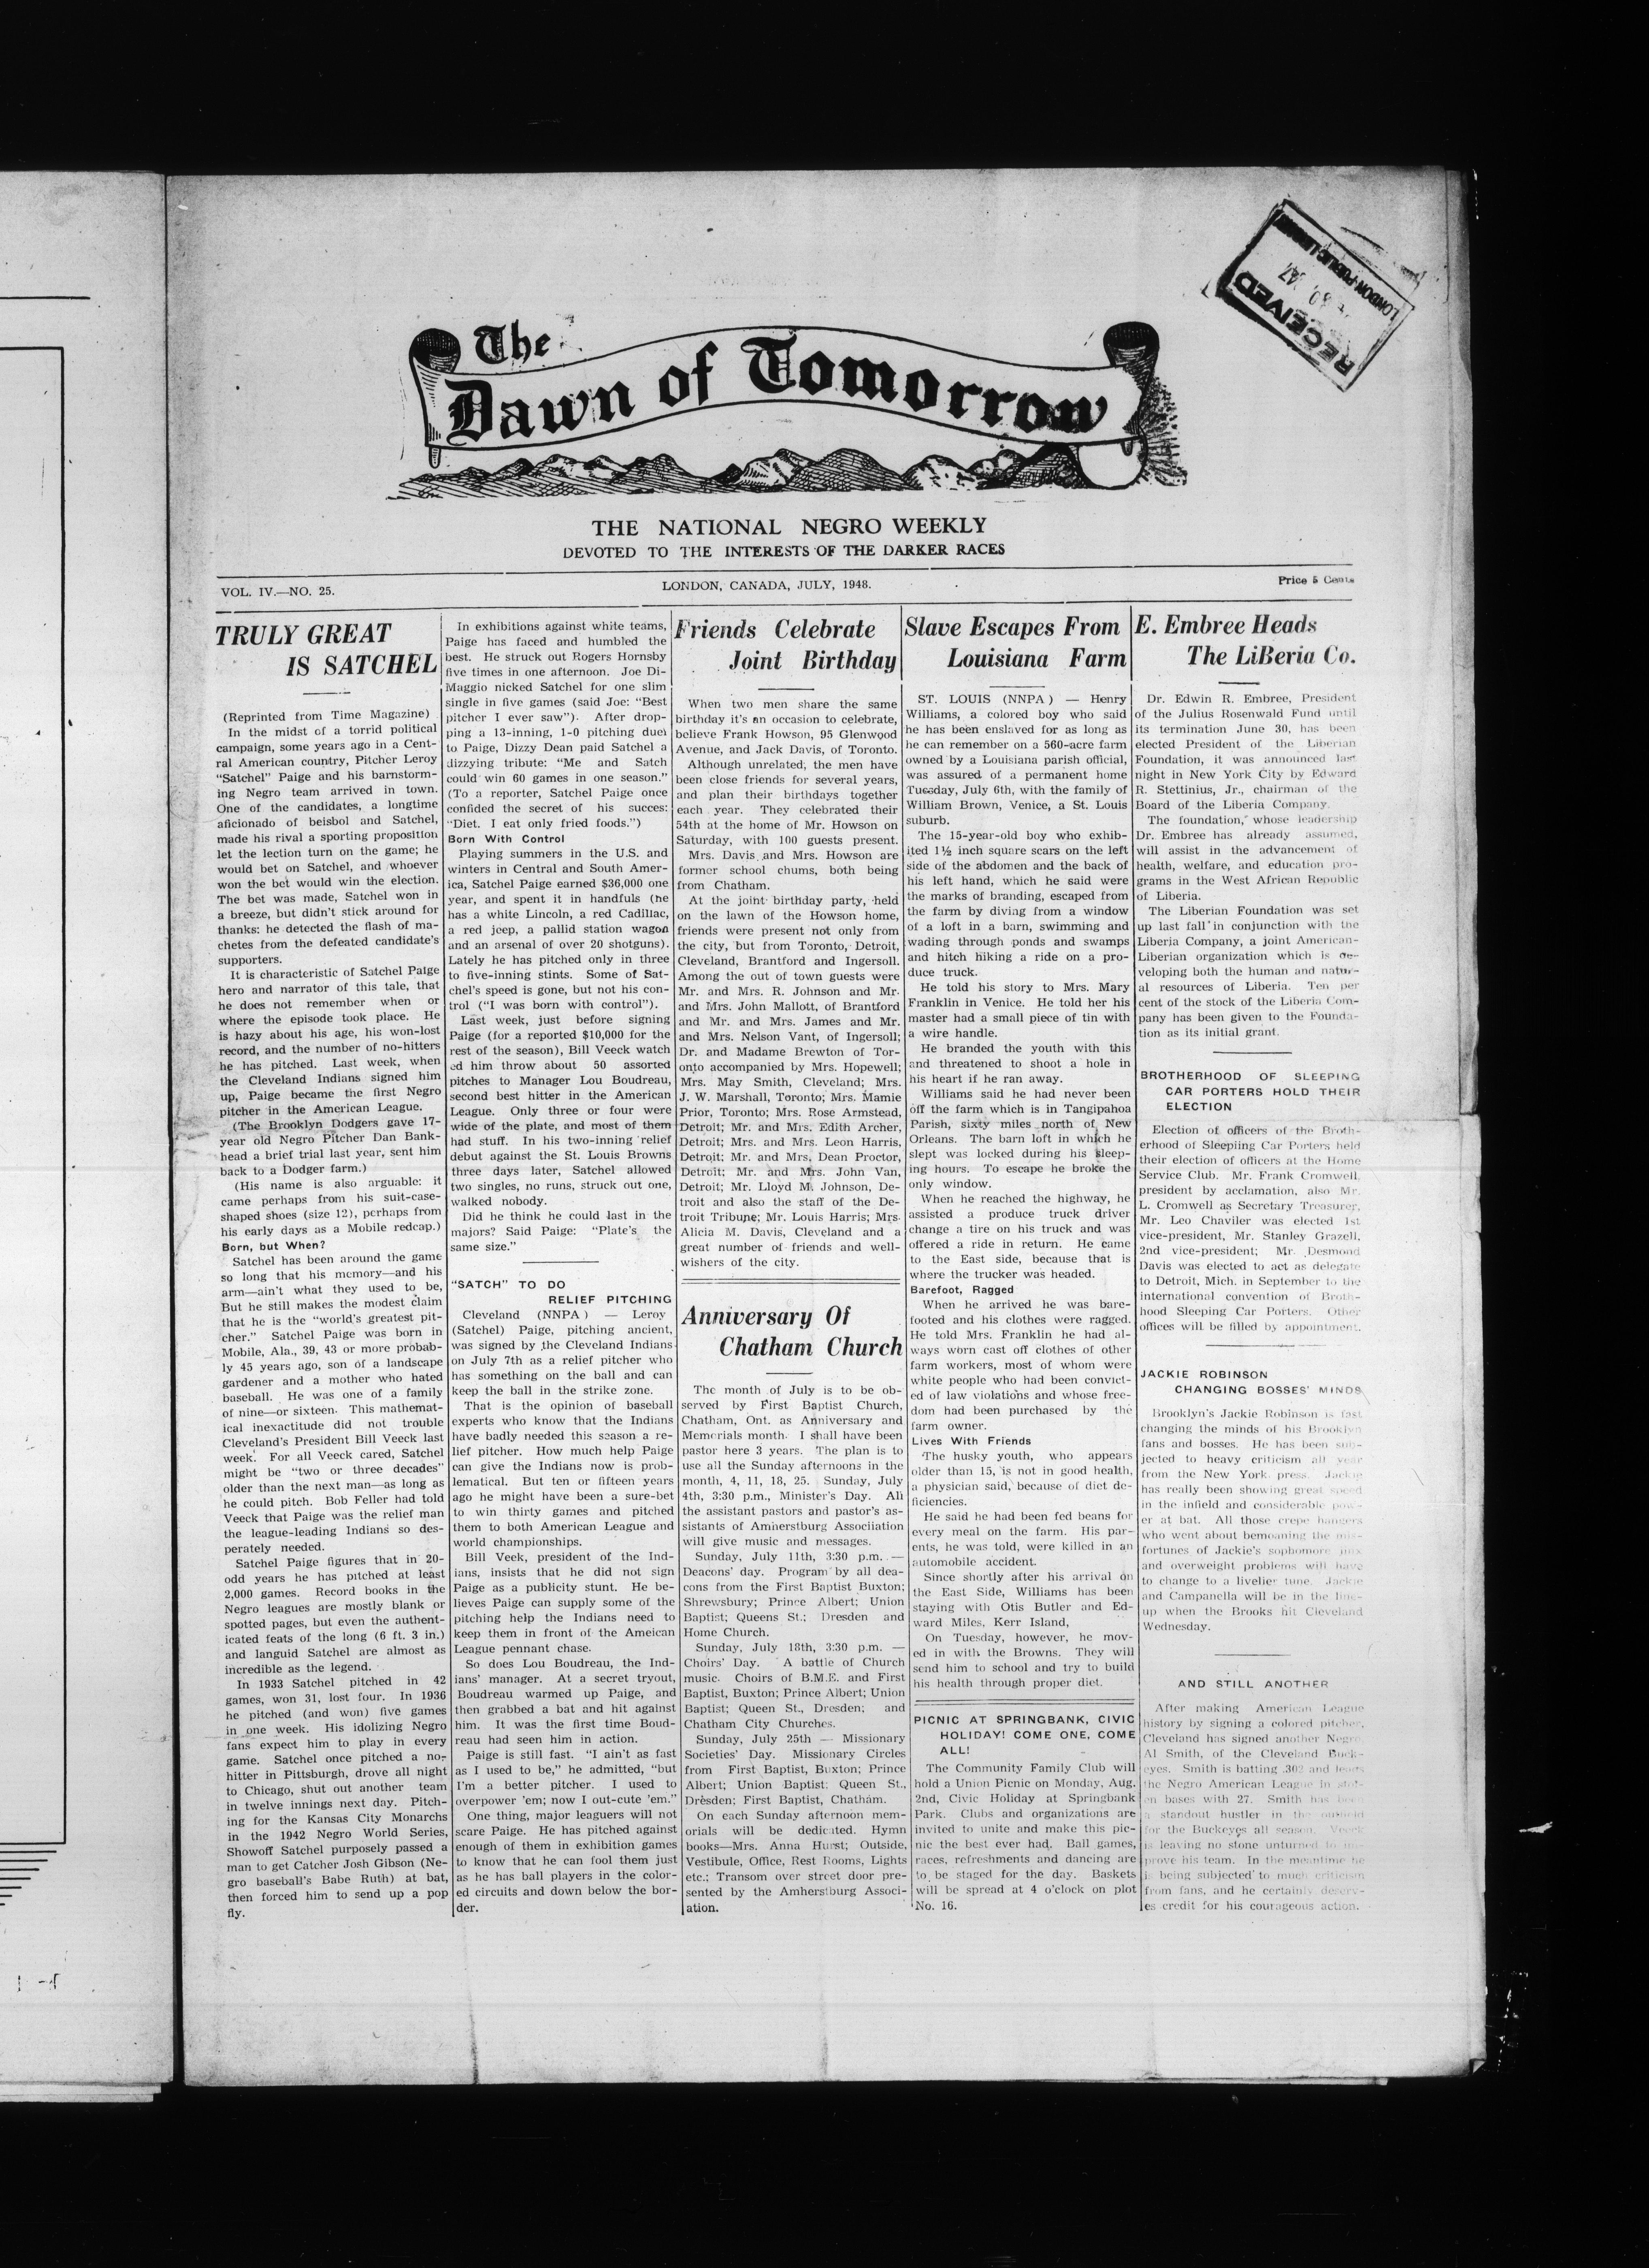 RECEIVED
LONDON PUBLIC
The
Dawn of Tomorrow
THE NATIONAL NEGRO WEEKLY
DEVOTED TO THE INTERESTS OF THE DARKER RACES
VOL. IV.—NO. 25.
LONDON, CANADA, JULY, 1948.
Price 5 Cents
TRULY GREAT
IS SATCHEL
(Reprinted from Time Magazine)
In the midst of a torrid political
campaign, some years ago in a Cent-
ral American country, Pitcher Leroy
"Satchel" Paige and his barnstorm-
ing Negro team arrived in town.
One of the candidates, a longtime
aficionado of beisbol and Satchel,
made his rival a sporting proposition
let the lection turn on the game; he
would bet on Satchel, and whoever
won the bet would win the election.
The bet was made, Satchel won in
a breeze, but didn't stick around for
thanks: he detected the flash of ma-
chetes from the defeated candidate's
supporters.
It is characteristic of Satchel Paige
hero and narrator of this tale, that
he does not remember when or
where the episode took place. He
is hazy about his age, his won-lost
record, and the number of no-hitters
he has pitched. Last week, when
the Cleveland Indians signed him
up, Paige became the first Negro
pitcher in the American League.
(The Brooklyn Dodgers gave 17-
year old Negro Pitcher Dan Bank-
head a brief trial last year, sent him
back to a Dodger farm.)
(His name is also arguable: it
came perhaps from his suit-case-
shaped shoes (size 12), perhaps from
his early days as a Mobile redcap.)
Born, but When?
Satchel has been around the game
so long that his memory—and his
arm—ain't what they used to be,
But he still makes the modest claim
that he is the "world's greatest pit-
cher." Satchel Paige was born in
Mobile, Ala., 39, 43 or more probab-
ly 45 years ago, son of a landscape
gardener and a mother who hated
baseball. He was one of a family
of nine—or sixteen. This mathemat-
ical inexactitude did not trouble
Cleveland's President Bill Veeck last
week. For all Veeck cared, Satchel
might be "two or three decades"
older than the next man—as long as
he could pitch. Bob Feller had told
Veeck that Paige was the relief man
the league-leading Indians so des-
perately needed.
Satchel Paige figures that in 20-
odd years he has pitched at least
2,000 games. Record books in the
Negro leagues are mostly blank or
spotted pages, but even the authent-
icated feats of the long (6 ft. 3 in.)
and languid Satchel are almost as
incredible as the legend.
In 1933 Satchel pitched in 42
games, won 31, lost four. In 1936
he pitched (and won) five games
in one week. His idolizing Negro
fans expect him to play in every
game. Satchel once pitched a no-
hitter in Pittsburgh, drove all night
to Chicago, shut out another team
in twelve innings next day. Pitch-
ing for the Kansas City Monarchs
in the 1942 Negro World Series,
Showoff Satchel purposely passed a
man to get Catcher Josh Gibson (Ne-
gro baseball's Babe Ruth) at bat,
then forced him to send up a pop
fly.
In exhibitions against white teams,
Paige has faced and humbled the
best. He struck out Rogers Hornsby
five times in one afternoon. Joe Di-
Maggio nicked Satchel for one slim
single in five games (said Joe: "Best
pitcher I ever saw"). After drop-
ping a 13-inning, 1-0 pitching duel
to Paige, Dizzy Dean paid Satchel a
dizzying tribute: "Me and Satch
could win 60 games in one season."
(To a reporter, Satchel Paige once
confided the secret of his succes:
"Diet. I eat only fried foods.")
Born With Control
Playing summers in the U.S. and
winters in Central and South Amer-
ica, Satchel Paige earned $36,000 one
year, and spent it in handfuls (he
has a white Lincoln, a red Cadillac,
a red jeep, a pallid station wagon
and an arsenal of over 20 shotguns).
Lately he has pitched only in three
to five-inning stints. Some of Sat-
chel's speed is gone, but not his con-
trol ("I was born with control").
Last week, just before signing
Paige (for a reported $10,000 for the
rest of the season), Bill Veeck watch
ed him throw about 50 assorted
pitches to Manager Lou Boudreau,
second best hitter in the American
League. Only three or four were
wide of the plate, and most of them
had stuff. In his two-inning relief
debut against the St. Louis Browns
three days later, Satchel allowed
two singles, no runs, struck out one,
walked nobody.
Did he think he could last in the
majors? Said Paige: "Plate's the
same size."
"SATCH" TO DO
RELIEF PITCHING
Cleveland (NNPA) — Leroy
(Satchel) Paige, pitching ancient,
was signed by the Cleveland Indians
on July 7th as a relief pitcher who
has something on the ball and can
keep the ball in the strike zone.
That is the opinion of baseball
experts who know that the Indians
have badly needed this season a re-
lief pitcher. How much help Paige
can give the Indians now is prob-
lematical. But ten or fifteen years
ago he might have been a sure-bet
to win thirty games and pitched
them to both American League and
world championships.
Bill Veek, president of the Ind-
ians, insists that he did not sign
Paige as a publicity stunt. He be-
lieves Paige can supply some of the
pitching help the Indians need to
keep them in front of the Ameican
League pennant chase.
So does Lou Boudreau, the Ind-
ians' manager. At a secret tryout,
Boudreau warmed up Paige, and
then grabbed a bat and hit against
him. It was the first time Boud-
reau had seen him in action.
Paige is still fast. "I ain't as fast
as I used to be," he admitted, "but
I'm a better pitcher. I used to
overpower 'em; now I out-cute 'em."
One thing, major leaguers will not
scare Paige. He has pitched against
enough of them in exhibition games
to know that he can fool them just
as he has ball players in the color-
ed circuits and down below the bor-
der.
Friends Celebrate
Joint Birthday
When two men share the same
birthday it's an occasion to celebrate,
believe Frank Howson, 95 Glenwood
Avenue, and Jack Davis, of Toronto.
Although unrelated, the men have
been close friends for several years,
and plan their birthdays together
each year. They celebrated their
54th at the home of Mr. Howson on
Saturday, with 100 guests present.
Mrs. Davis and Mrs. Howson are
former school chums, both being
from Chatham.
At the joint birthday party, held
on the lawn of the Howson home,
friends were present not only from
the city, but from Toronto, Detroit,
Cleveland, Brantford and Ingersoll.
Among the out of town guests were
Mr. and Mrs. R. Johnson and Mr.
and Mrs. John Mallott, of Brantford
and Mr. and Mrs. James and Mr.
and Mrs. Nelson Vant, of Ingersoll;
Dr. and Madame Brewton of Tor-
onto accompanied by Mrs. Hopewell;
Mrs. May Smith, Cleveland; Mrs.
J. W. Marshall, Toronto; Mrs. Mamie
Prior, Toronto; Mrs. Rose Armstead,
Detroit; Mr. and Mrs. Edith Archer,
Detroit; Mrs. and Mrs. Leon Harris,
Detroit; Mr. and Mrs. Dean Proctor,
Detroit; Mr. and Mrs. John Van,
Detroit; Mr. Lloyd M. Johnson, De-
troit and also the staff of the De-
troit Tribune; Mr. Louis Harris; Mrs.
Alicia M. Davis, Cleveland and a
great number of friends and well-
wishers of the city.
Anniversary Of
Chatham Church
The month of July is to be ob-
served by First Baptist Church,
Chatham, Ont. as Anniversary and
Memorials month. I shall have been
pastor here 3 years. The plan is to
use all the Sunday afternoons in the
month, 4, 11, 18, 25. Sunday, July
4th, 3:30 p.m., Minister's Day. All
the assistant pastors and pastor's as-
sistants of Amherstburg Associiation
will give music and messages.
Sunday, July 11th, 3:30 p.m. —
Deacons' day. Program by all dea-
cons from the First Baptist Buxton;
Shrewsbury; Prince Albert; Union
Baptist; Queens St.; Dresden and
Home Church.
Sunday, July 18th, 3:30 p.m. —
Choirs' Day. A battle of Church
music. Choirs of B.M.E. and First
Baptist, Buxton; Prince Albert; Union
Baptist; Queen St., Dresden; and
Chatham City Churches.
Sunday, July 25th — Missionary
Societies' Day. Missionary Circles
from First Baptist, Buxton; Prince
Albert; Union Baptist; Queen St.,
Dresden; First Baptist, Chatham.
On each Sunday afternoon mem-
orials will be dedicated. Hymn
books—Mrs. Anna Hurst; Outside,
Vestibule, Office, Rest Rooms, Lights
etc.; Transom over street door pre-
sented by the Amherstburg Associ-
ation.
Slave Escapes From
Louisiana Farm
ST. LOUIS (NNPA) — Henry
Williams, a colored boy who said
he has been enslaved for as long as
he can remember on a 560-acre farm
owned by a Louisiana parish official,
was assured of a permanent home
Tuesday, July 6th, with the family of
William Brown, Venice, a St. Louis
suburb.
The 15-year-old boy who exhib-
ited 1½ inch square scars on the left
side of the abdomen and the back of
his left hand, which he said were
the marks of branding, escaped from
the farm by diving from a window
of a loft in a barn, swimming and
wading through ponds and swamps
and hitch hiking a ride on a pro-
duce truck.
He told his story to Mrs. Mary
Franklin in Venice. He told her his
master had a small piece of tin with
a wire handle.
He branded the youth with this
and threatened to shoot a hole in
his heart if he ran away.
Williams said he had never been
off the farm which is in Tangipahoa
Parish, sixty miles north of New
Orleans. The barn loft in which he
slept was locked during his sleep-
ing hours. To escape he broke the
only window.
When he reached the highway, he
assisted a produce truck driver
change a tire on his truck and was
offered a ride in return. He came
to the East side, because that is
where the trucker was headed.
Barefoot, Ragged
When he arrived he was bare-
footed and his clothes were ragged.
He told Mrs. Franklin he had al-
ways worn cast off clothes of other
farm workers, most of whom were
white people who had been convict-
ed of law violations and whose free-
dom had been purchased by the
farm owner.
Lives With Friends
The husky youth, who appears
older than 15, is not in good health,
a physician said, because of diet de-
ficiencies.
He said he had been fed beans for
every meal on the farm. His par-
ents, he was told, were killed in an
automobile accident.
Since shortly after his arrival on
the East Side, Williams has been
staying with Otis Butler and Ed-
ward Miles, Kerr Island,
On Tuesday, however, he mov-
ed in with the Browns. They will
send him to school and try to build
his health through proper diet.
PICNIC AT SPRINGBANK, CIVIC
HOLIDAY! COME ONE, COME
ALL!
The Community Family Club will
hold a Union Picnic on Monday, Aug.
2nd, Civic Holiday at Springbank
Park. Clubs and organizations are
invited to unite and make this pic-
nic the best ever had. Ball games,
races, refreshments and dancing are
to be staged for the day. Baskets
will be spread at 4 o'clock on plot
No. 16.
E. Embree Heads
The LiBeria Co.
Dr. Edwin R. Embree, President
of the Julius Rosenwald Fund until
its termination June 30, has been
elected President of the Liberian
Foundation, it was announced last
night in New York City by Edward
R. Stettinius, Jr., chairman of the
Board of the Liberia Company.
The foundation, whose leadership
Dr. Embree has already assumed,
will assist in the advancement of
health, welfare, and education pro-
grams in the West African Republic
of Liberia.
The Liberian Foundation was set
up last fall in conjunction with the
Liberia Company, a joint American-
Liberian organization which is de-
veloping both the human and natur-
al resources of Liberia. Ten per
cent of the stock of the Liberia Com-
pany has been given to the Founda-
tion as its initial grant.
BROTHERHOOD OF SLEEPING
CAR PORTERS HOLD THEIR
ELECTION
Election of officers of the Broth-
erhood of Sleepiing Car Porters held
their election of officers at the Home
Service Club. Mr. Frank Cromwell,
president by acclamation, also Mr.
L. Cromwell as Secretary Treasurer,
Mr. Leo Chaviler was elected 1st
vice-president, Mr. Stanley Grazell,
2nd vice-president; Mr. Desmond
Davis was elected to act as delegate
to Detroit, Mich. in September to the
international convention of Broth-
hood Sleeping Car Porters. Other
offices will be filled by appointment.
JACKIE ROBINSON
CHANGING BOSSES' MINDS
Brooklyn's Jackie Robinson is fast
changing the minds of his Brooklyn
fans and bosses. He has been sub-
jected to heavy criticism all year
from the New York press. Jackie
has really been showing great speed
in the infield and considerable pow-
er at bat. All those crepe hangers
who went about bemoaning the mis-
fortunes of Jackie's sophomore jinx
and overweight problems will have
to change to a livelier tune. Jackie
and Campanella will be in the line-
up when the Brooks hit Cleveland
Wednesday.
AND STILL ANOTHER
After making American League
history by signing a colored pitcher,
Cleveland has signed another Negro.
Al Smith, of the Cleveland Buck-
eyes. Smith is batting .302 and leads
the Negro American League in stol-
en bases with 27. Smith has been
a standout hustler in the outfield
for the Buckeyes all season. Veeck
is leaving no stone unturned to im-
prove his team. In the meantime he
is being subjected to much criticism
from fans, and he certainly deserv-
es credit for his courageous action.